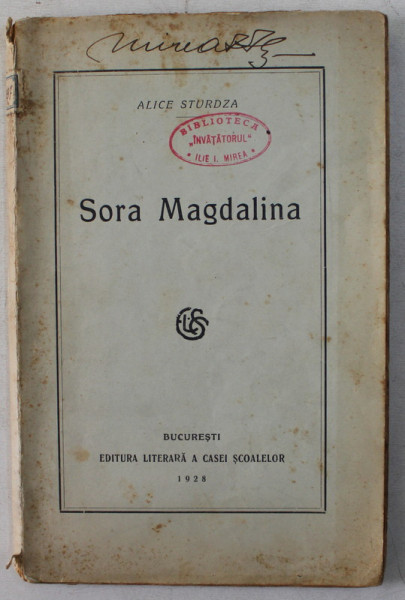 ALICE STURDZA
BIBLIOTECA
"ÎNVĂȚĂTORUL"
* ILIE I. MIREA *
Sora Magdalina
BUCUREȘTI
EDITURA LITERARĂ A CASEI ȘCOALELOR
1928